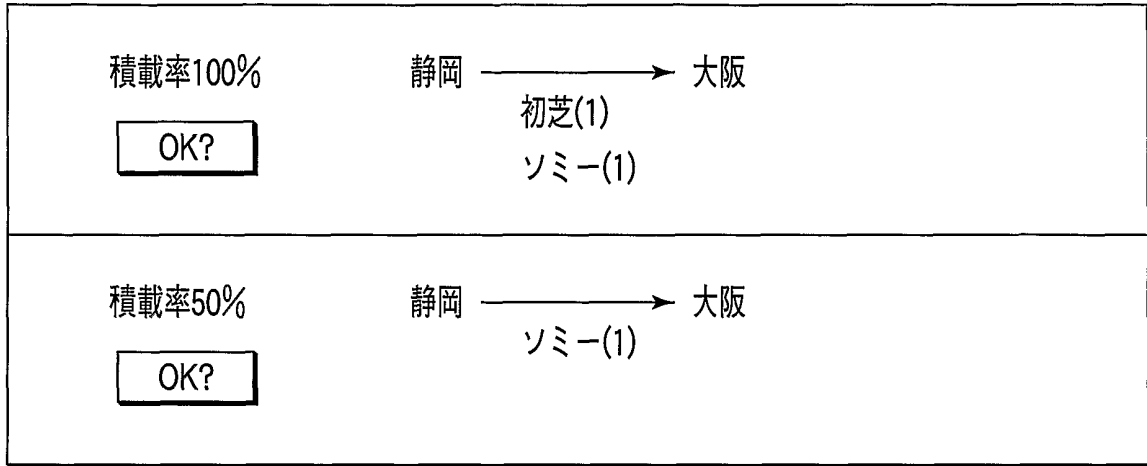 積載率100%
静岡 → 大阪
初芝(1)
OK?
ソミー(1)
積載率50%
静岡 → 大阪
ソミー(1)
OK?